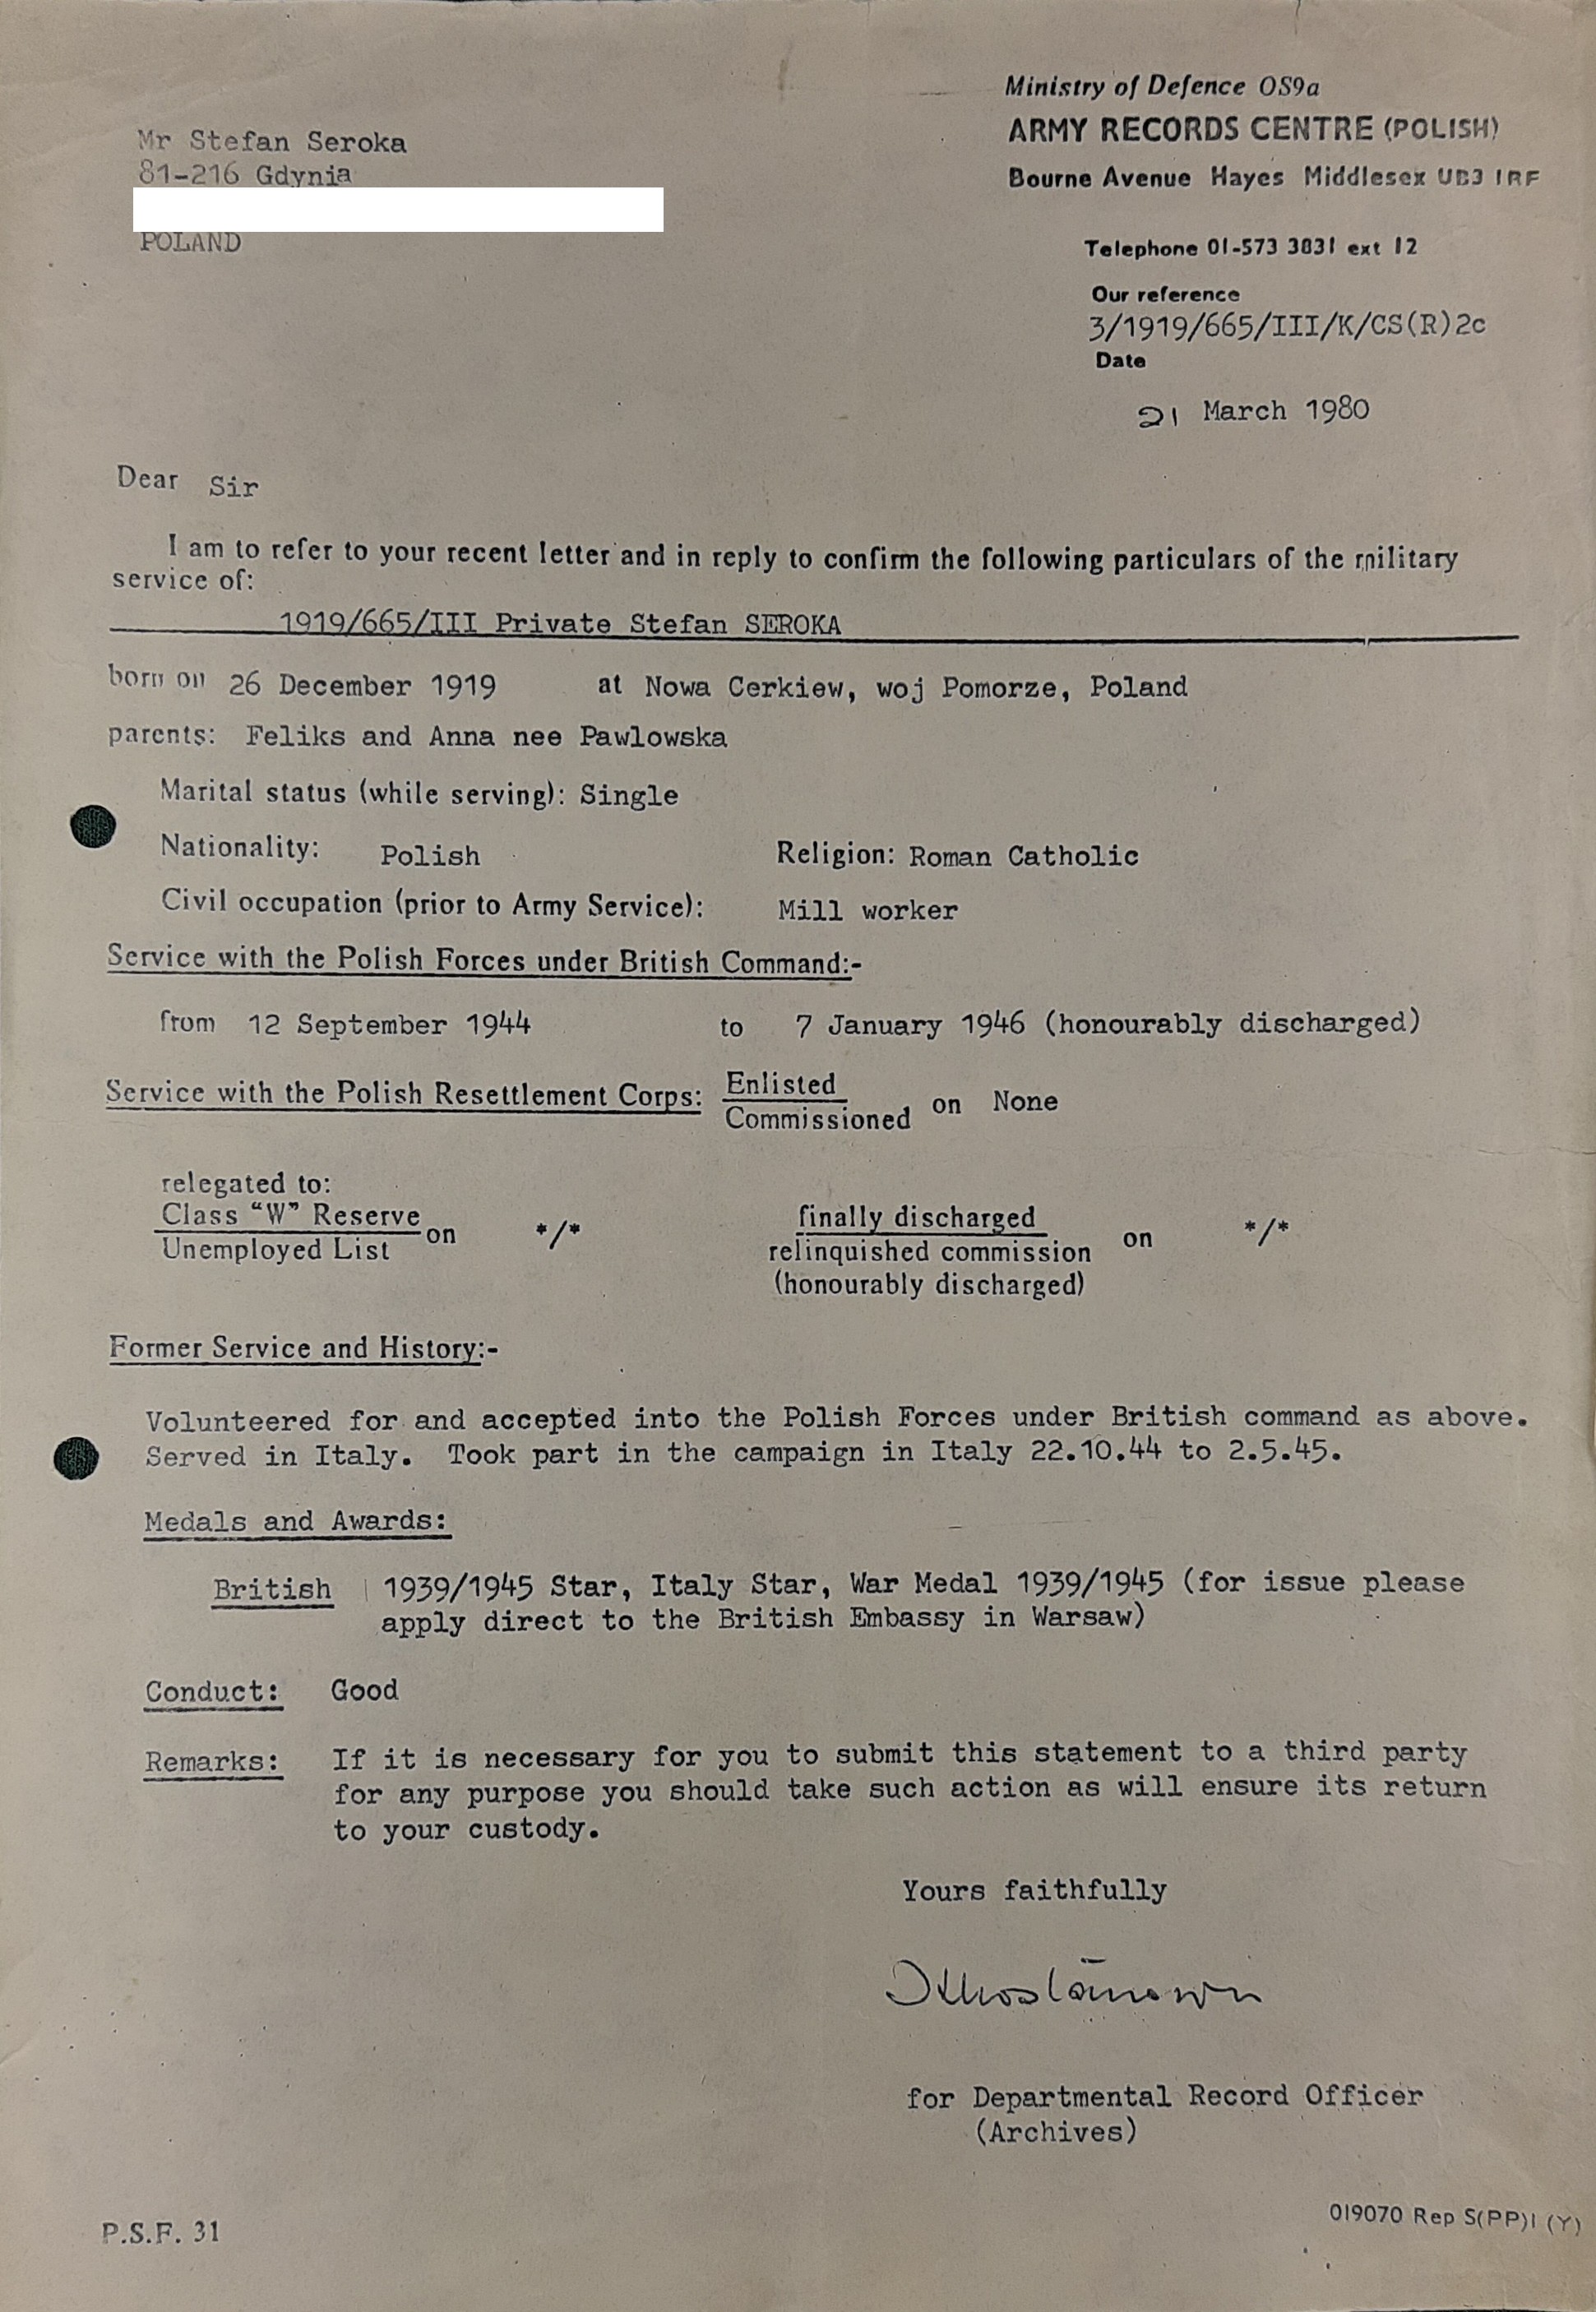 Ministry of Defence OS9a
ARMY RECORDS CENTRE (POLISH)
Bourne Avenue Hayes Middlesex UB3 1RF
Mr Stefan Seroka
81-216 Gdynia
POLAND
Telephone 01-573 3831 ext 12
Our reference
3/1919/665/III/K/CS(R)2c
Date
21 March 1980
Dear Sir
I am to refer to your recent letter and in reply to confirm the following particulars of the military
service of:
1919/665/III Private Stefan SEROKA
born on 26 December 1919 at Nowa Cerkiew, woj Pomorze, Poland
parents: Feliks and Anna nee Pawlowska
Marital status (while serving): Single
Nationality: Polish Religion: Roman Catholic
Civil occupation (prior to Army Service): Mill worker
Service with the Polish Forces under British Command:-
from 12 September 1944 to 7 January 1946 (honourably discharged)
Service with the Polish Resettlement Corps: Enlisted
Commissioned on None
relegated to:
Class "W" Reserve
Unemployed List on */*
finally discharged
relinquished commission on */*
(honourably discharged)
Former Service and History:-
Volunteered for and accepted into the Polish Forces under British command as above.
Served in Italy. Took part in the campaign in Italy 22.10.44 to 2.5.45.
Medals and Awards:
British 1939/1945 Star, Italy Star, War Medal 1939/1945 (for issue please
apply direct to the British Embassy in Warsaw)
Conduct: Good
Remarks: If it is necessary for you to submit this statement to a third party
for any purpose you should take such action as will ensure its return
to your custody.
Yours faithfully
for Departmental Record Officer
(Archives)
P.S.F. 31
019070 Rep S(PP)1 (Y)